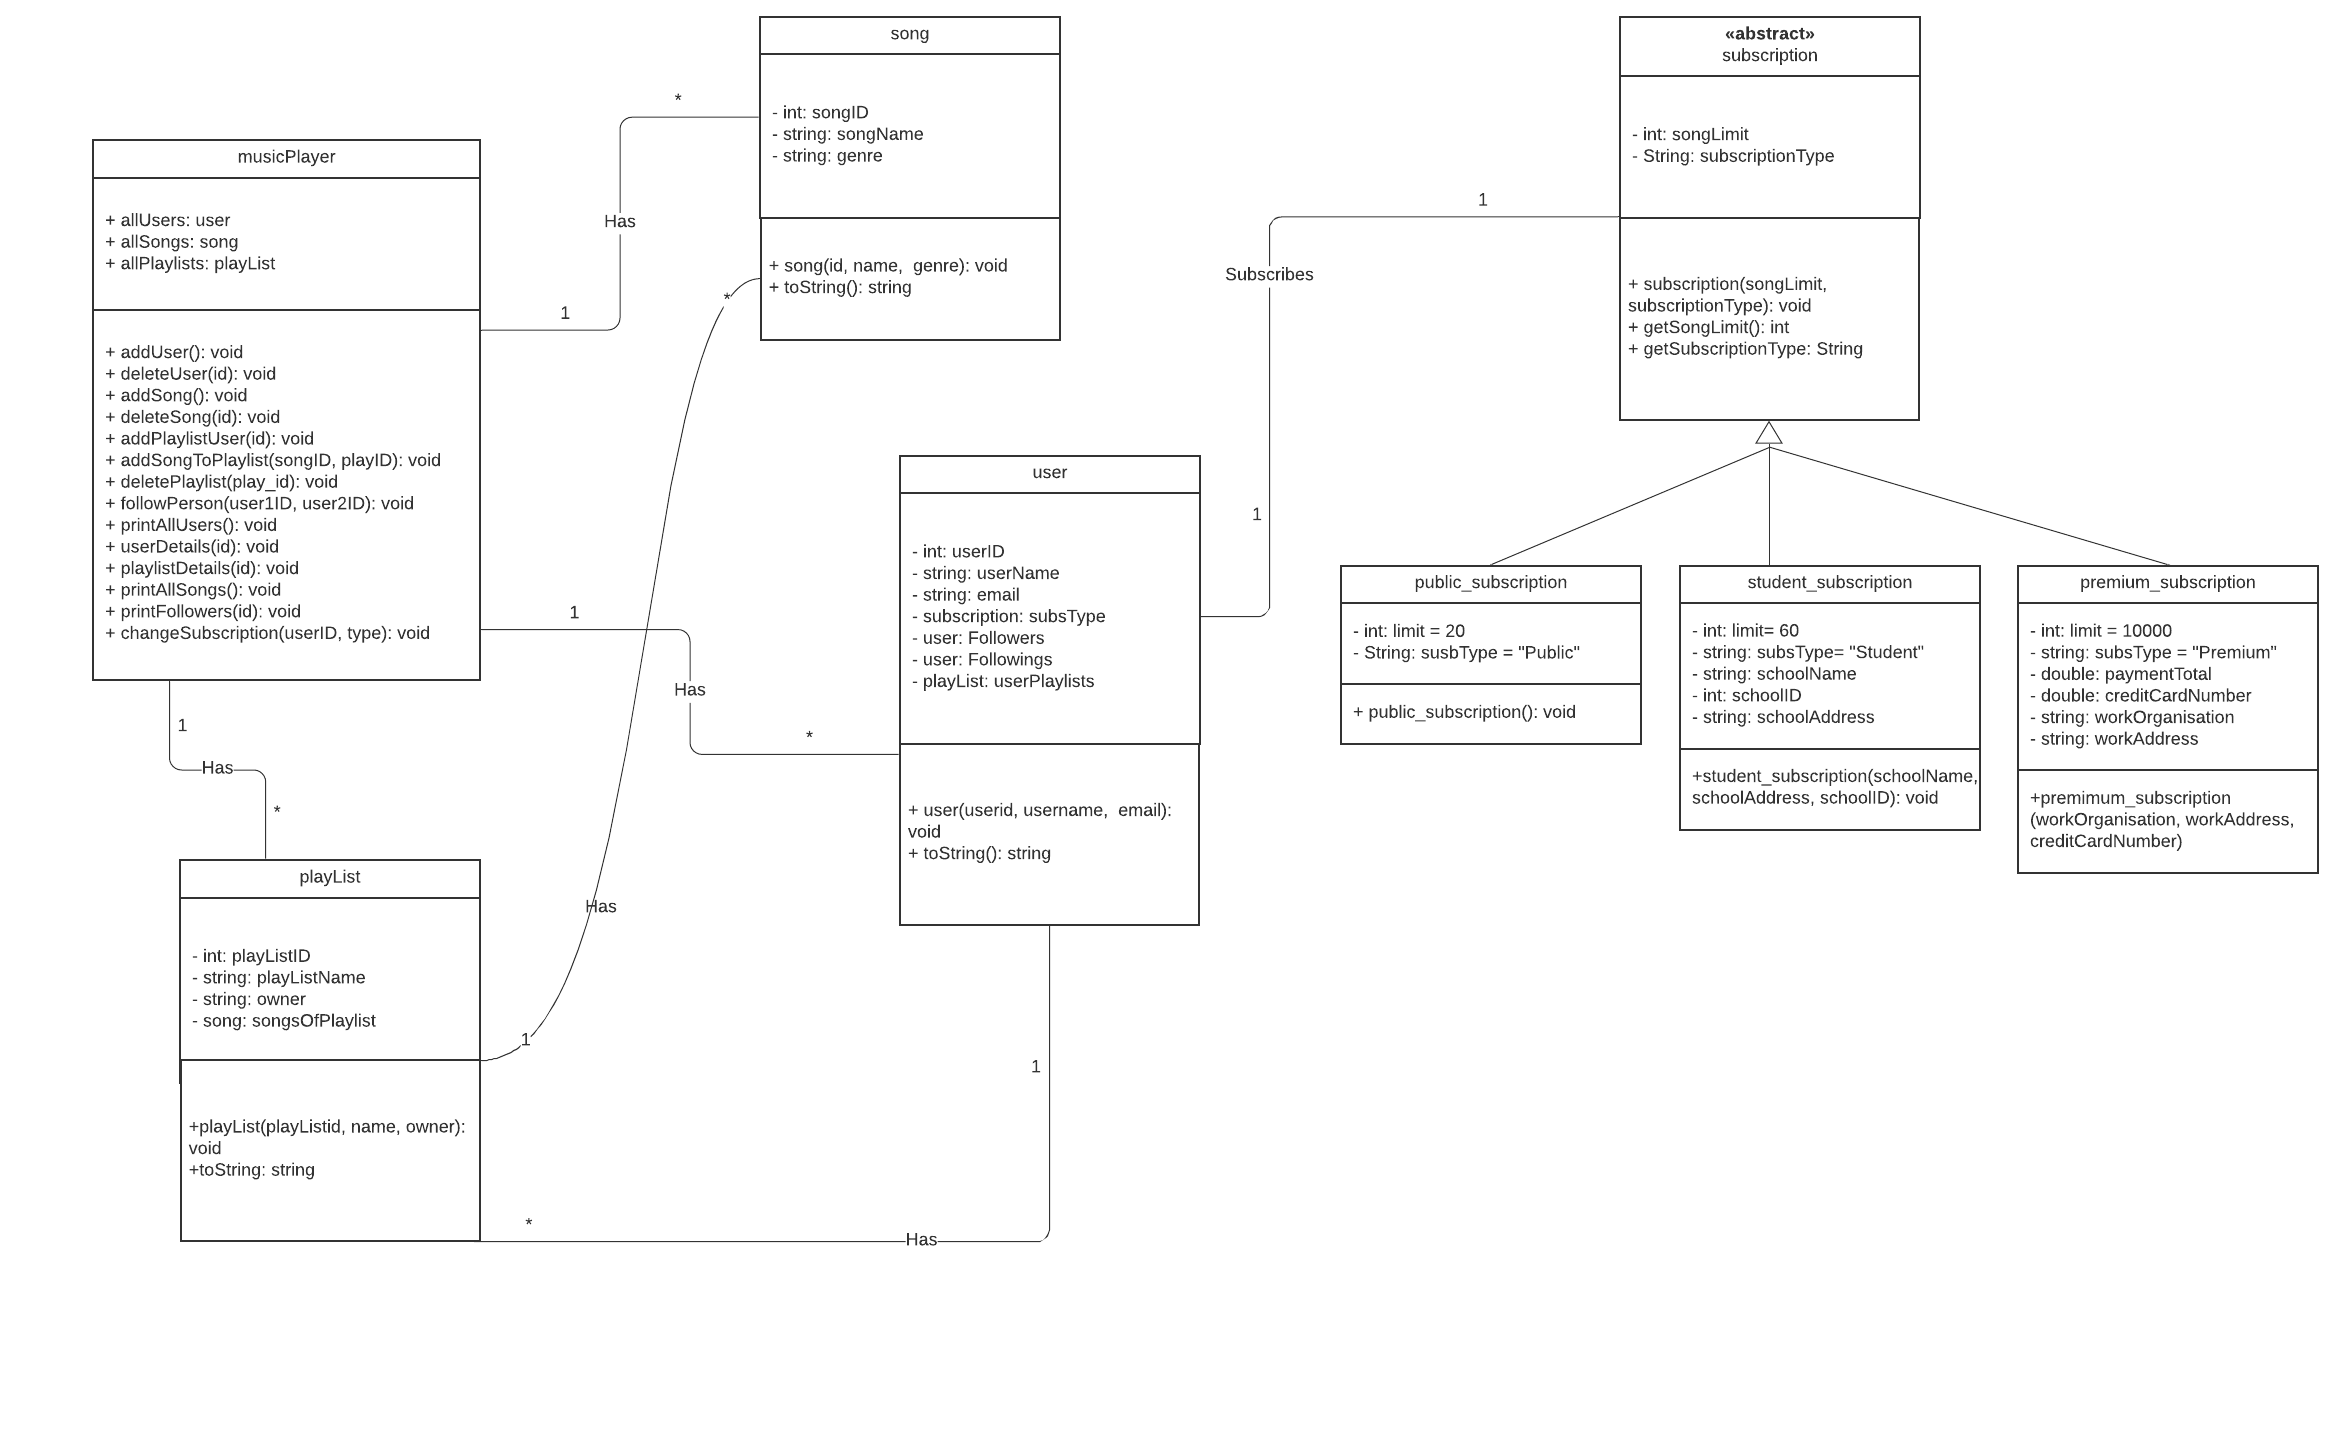 song
- int: songID
- string: songName
- string: genre
+ song(id, name,  genre): void
+ toString(): string
«abstract»
subscription
- int: songLimit
- String: subscriptionType
+ subscription(songLimit,
subscriptionType): void
+ getSongLimit(): int
+ getSubscriptionType: String
musicPlayer
+ allUsers: user
+ allSongs: song
+ allPlaylists: playList
+ addUser(): void
+ deleteUser(id): void
+ addSong(): void
+ deleteSong(id): void
+ addPlaylistUser(id): void
+ addSongToPlaylist(songID, playID): void
+ deletePlaylist(play_id): void
+ followPerson(user1ID, user2ID): void
+ printAllUsers(): void
+ userDetails(id): void
+ playlistDetails(id): void
+ printAllSongs(): void
+ printFollowers(id): void
+ changeSubscription(userID, type): void
*
Has
1
*
1
Subscribes
1
user
- int: userID
- string: userName
- string: email
- subscription: subsType
- user: Followers
- user: Followings
- playList: userPlaylists
+ user(userid, username,  email):
void
+ toString(): string
public_subscription
- int: limit = 20
- String: susbType = "Public"
+ public_subscription(): void
student_subscription
- int: limit= 60
- string: subsType= "Student"
- string: schoolName
- int: schoolID
- string: schoolAddress
+student_subscription(schoolName,
schoolAddress, schoolID): void
premium_subscription
- int: limit = 10000
- string: subsType = "Premium"
- double: paymentTotal
- double: creditCardNumber
- string: workOrganisation
- string: workAddress
+premimum_subscription
(workOrganisation, workAddress,
creditCardNumber)
1
Has
*
1
Has
*
playList
- int: playListID
- string: playListName
- string: owner
- song: songsOfPlaylist
+playList(playListid, name, owner):
void
+toString: string
Has
1
1
*
Has